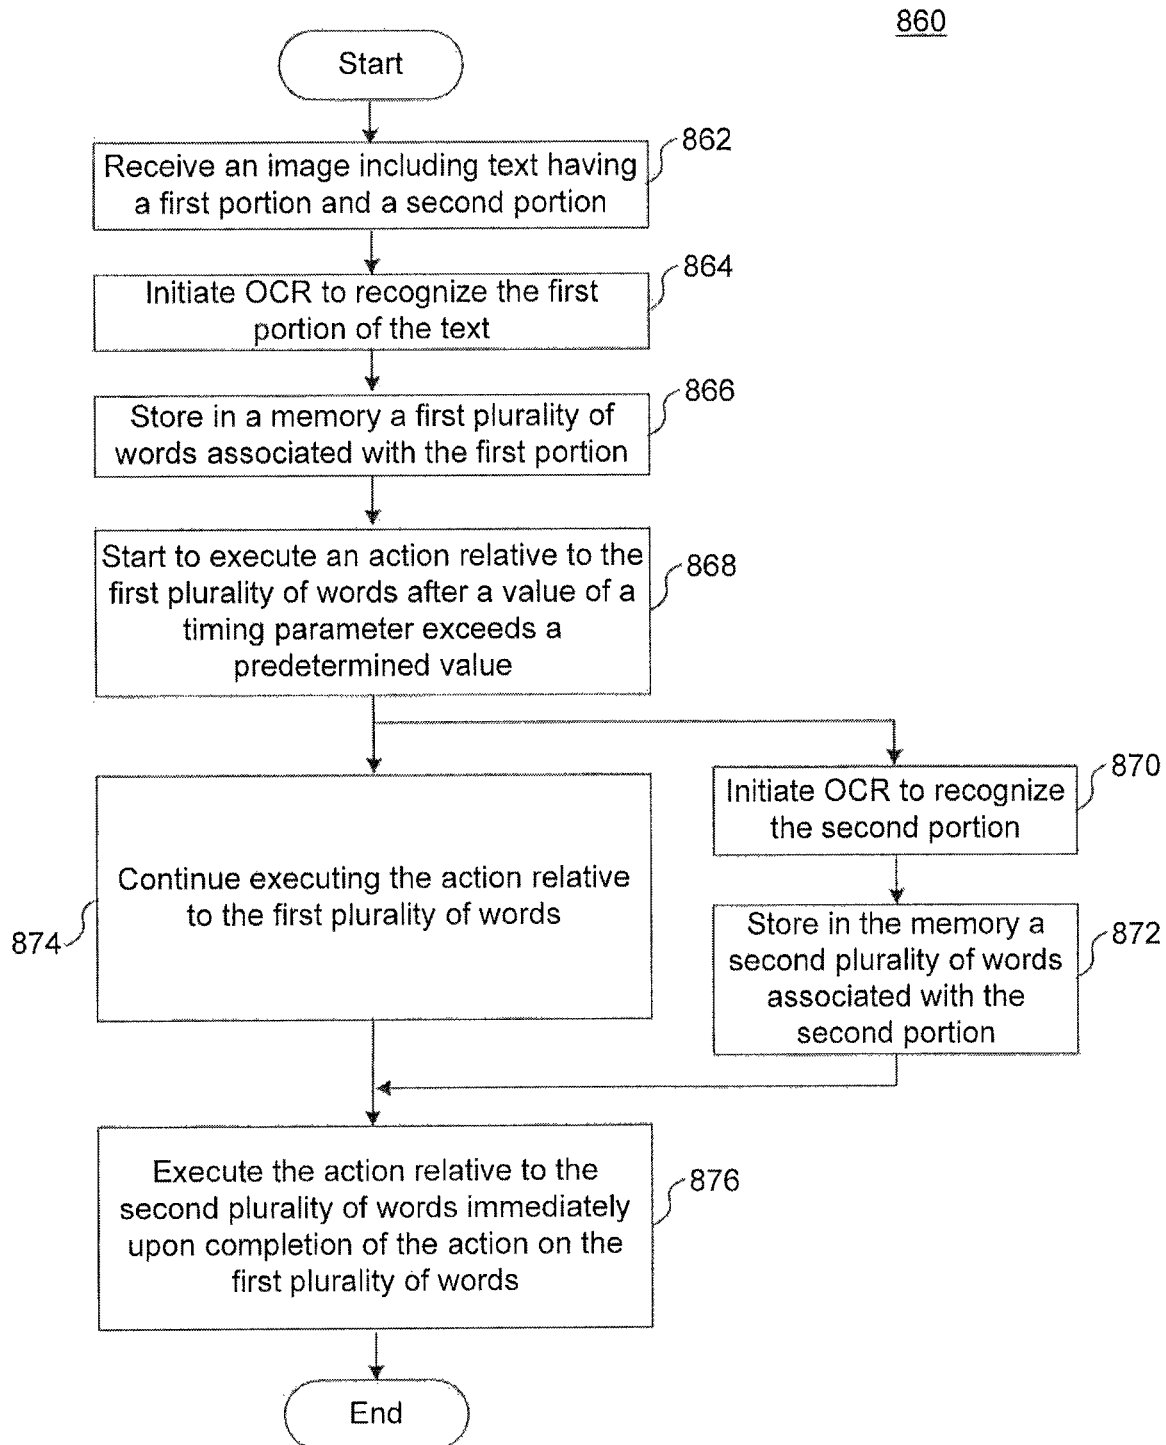 860
Start
862
Receive an image including text having
a first portion and a second portion
864
Initiate OCR to recognize the first
portion of the text
866
Store in a memory a first plurality of
words associated with the first portion
Start to execute an action relative to the
868
first plurality of words after a value of a
timing parameter exceeds a
predetermined value
870
Initiate OCR to recognize
the second portion
Continue executing the action relative
to the first plurality of words
874
Store in the memory a
872
second plurality of words
associated with the
second portion
Execute the action relative to the
876
second plurality of words immediately
upon completion of the action on the
first plurality of words
End